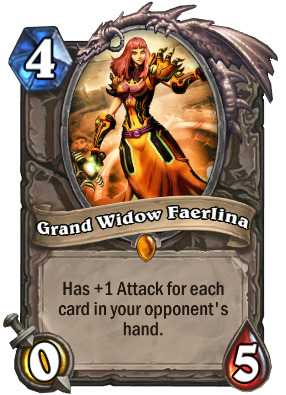 4
Grand Widow Faerlina
Has +1 Attack for each
card in your opponent's
hand.
0
5